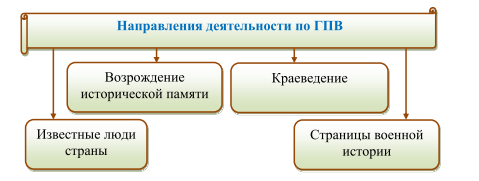 Направления деятельности по ГПВ
Возрождение
исторической памяти
Краеведение
Известные люди
страны
Страницы военной
истории